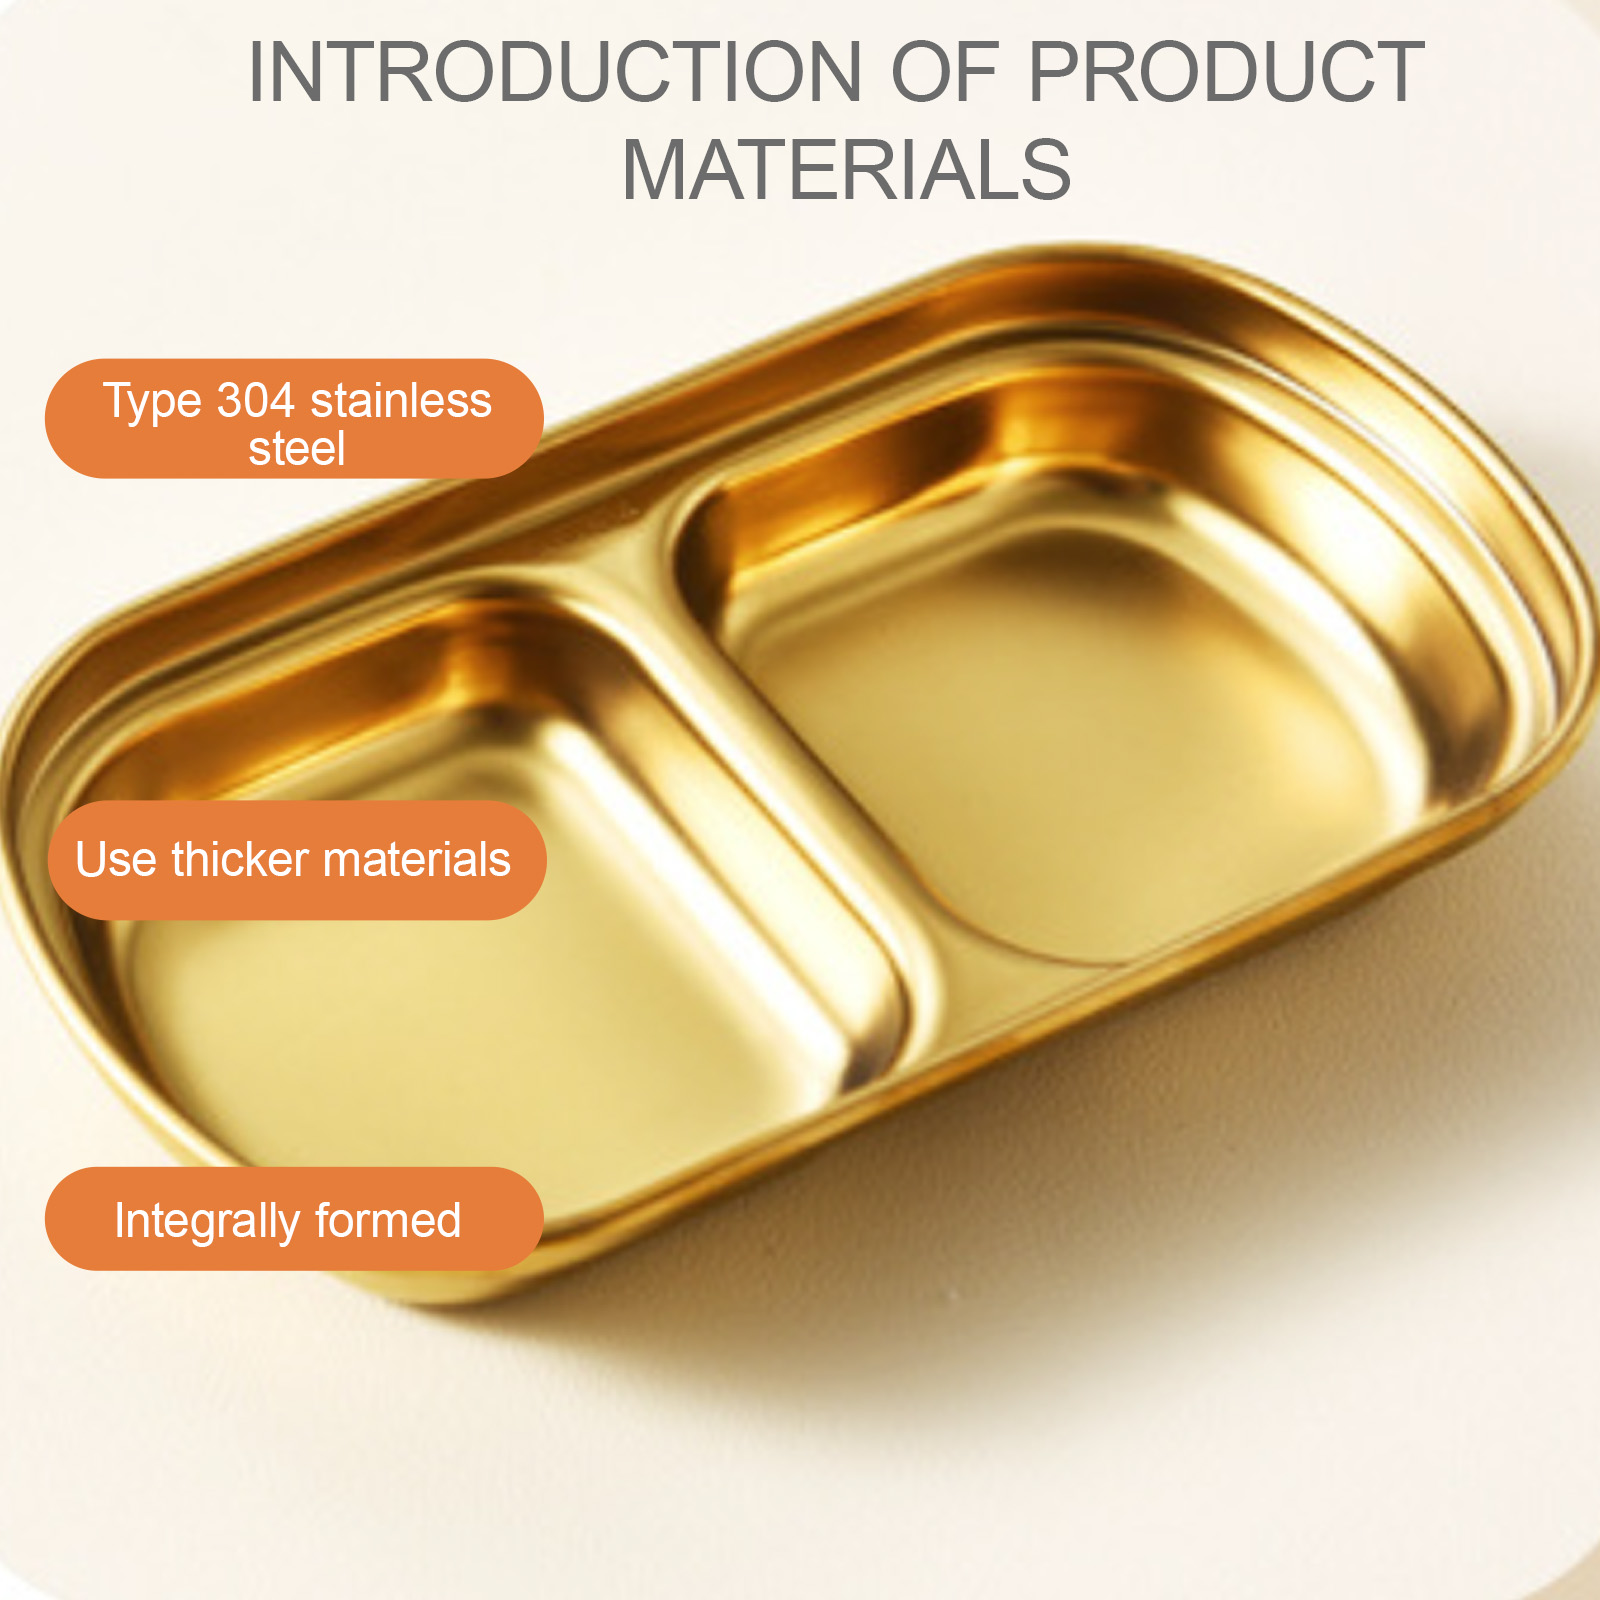 INTRODUCTION OF PRODUCT
MATERIALS
Type 304 stainless
steel
Use thicker materials
Integrally formed